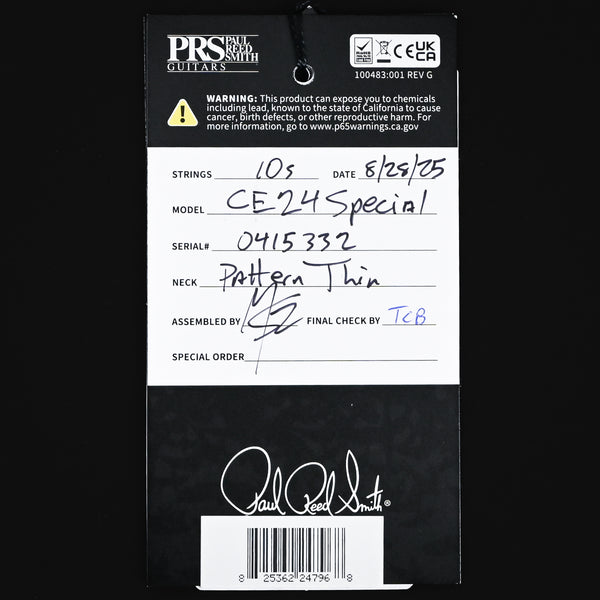 PRS PAUL REED SMITH
GUITARS
CE UK CA
100483:001 REV G
WARNING: This product can expose you to chemicals
including lead, known to the state of California to cause
cancer, birth defects, or other reproductive harm. For
more information, go to www.p65warnings.ca.gov
STRINGS 10s DATE 8/28/25
MODEL CE24 Special
SERIAL# 0415332
NECK Pattern Thin
ASSEMBLED BY FINAL CHECK BY TCB
SPECIAL ORDER
Paul Reed Smith®
8 25362 24796 8